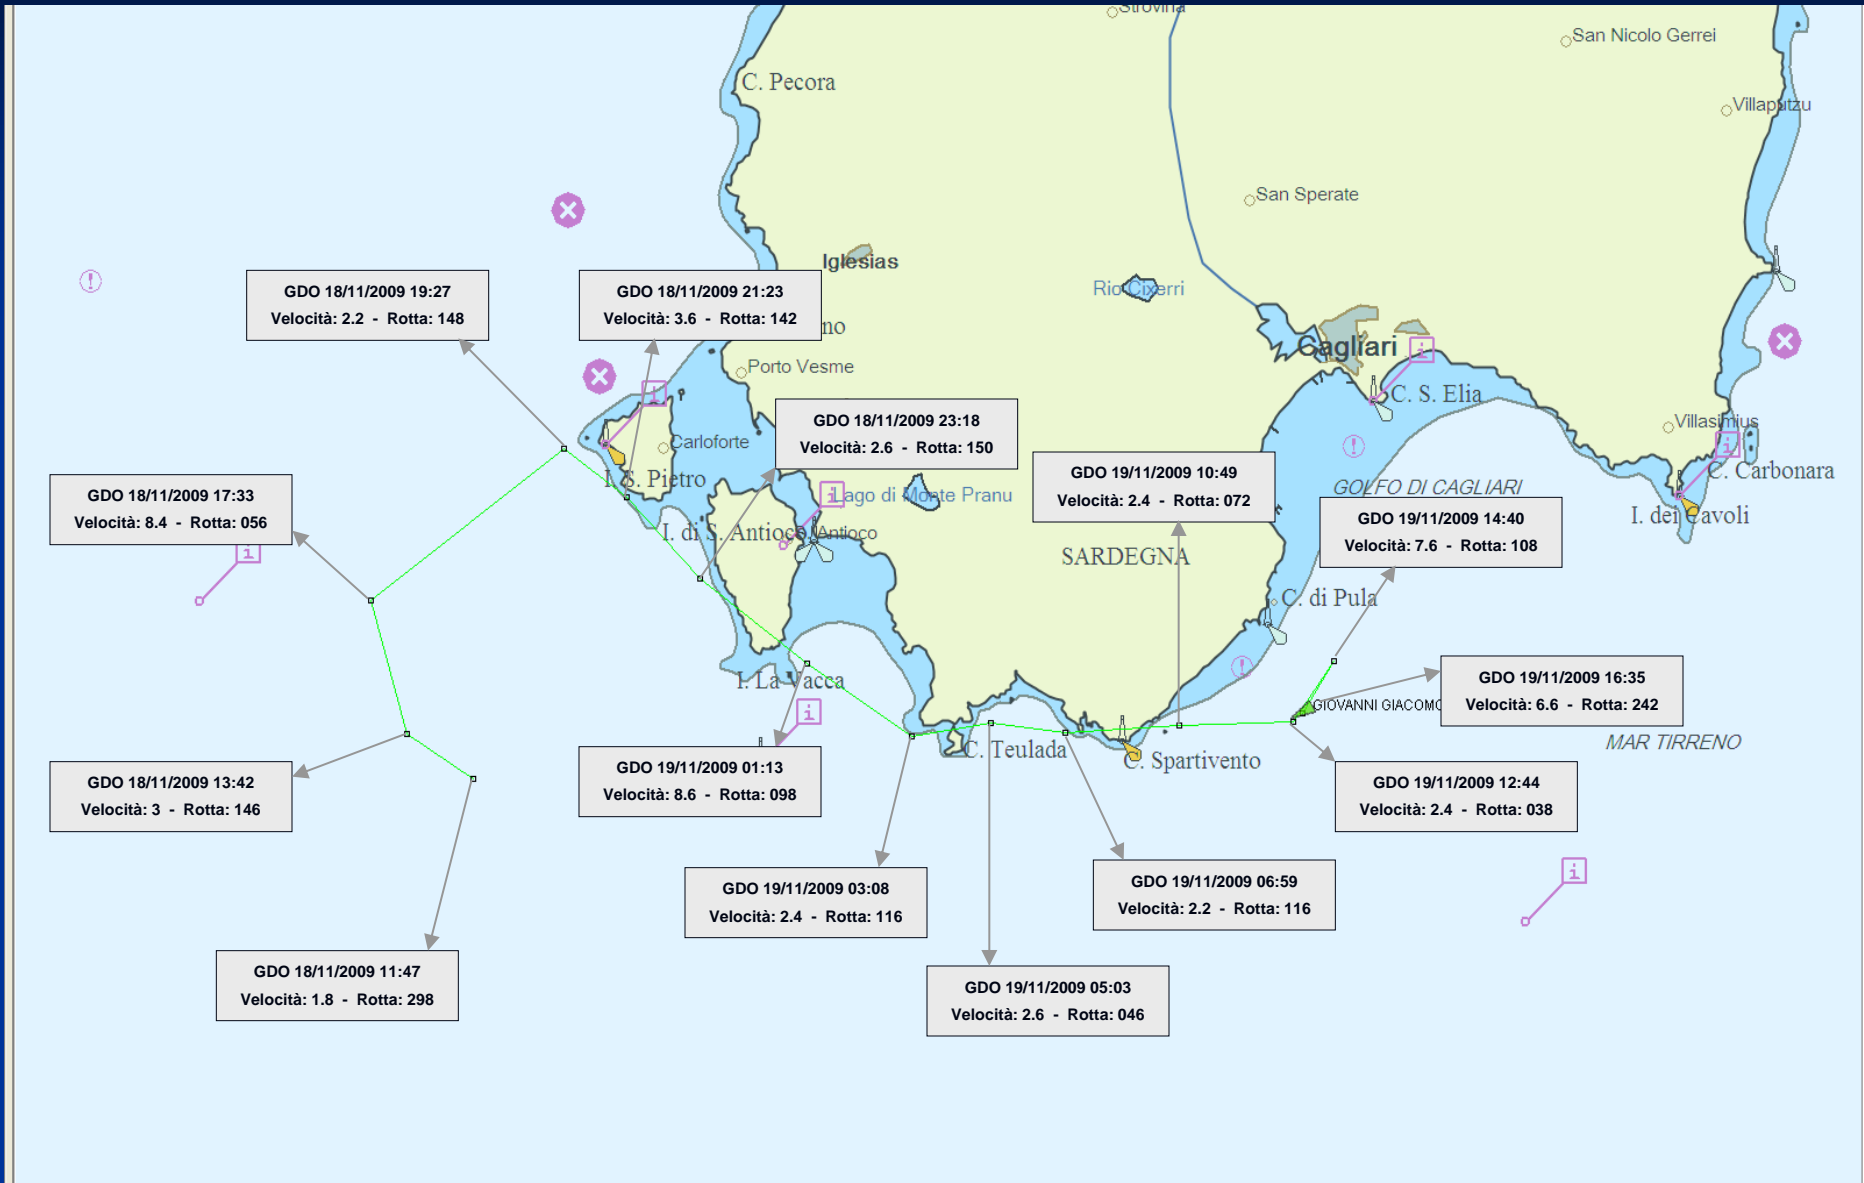 Strovina
San Nicolo Gerrei
C. Pecora
Villaputzu
San Sperate
Iglesias
Rio Cixerri
GDO 18/11/2009 19:27
Velocità: 2.2 - Rotta: 148
GDO 18/11/2009 21:23
Velocità: 3.6 - Rotta: 142
no
Cagliari
Porto Vesme
C. S. Elia
GDO 18/11/2009 23:18
Velocità: 2.6 - Rotta: 150
Villasimius
Carloforte
C. Carbonara
I. S. Pietro
GDO 19/11/2009 10:49
Velocità: 2.4 - Rotta: 072
GOLFO DI CAGLIARI
Lago di Monte Pranu
GDO 18/11/2009 17:33
Velocità: 8.4 - Rotta: 056
I. dei Cavoli
GDO 19/11/2009 14:40
Velocità: 7.6 - Rotta: 108
I. di S. Antioco
Antioco
SARDEGNA
C. di Pula
I. La Vacca
GDO 19/11/2009 16:35
Velocità: 6.6 - Rotta: 242
GIOVANNI GIACOMO
MAR TIRRENO
C. Teulada
C. Spartivento
GDO 18/11/2009 13:42
Velocità: 3 - Rotta: 146
GDO 19/11/2009 01:13
Velocità: 8.6 - Rotta: 098
GDO 19/11/2009 12:44
Velocità: 2.4 - Rotta: 038
GDO 19/11/2009 03:08
Velocità: 2.4 - Rotta: 116
GDO 19/11/2009 06:59
Velocità: 2.2 - Rotta: 116
GDO 18/11/2009 11:47
Velocità: 1.8 - Rotta: 298
GDO 19/11/2009 05:03
Velocità: 2.6 - Rotta: 046